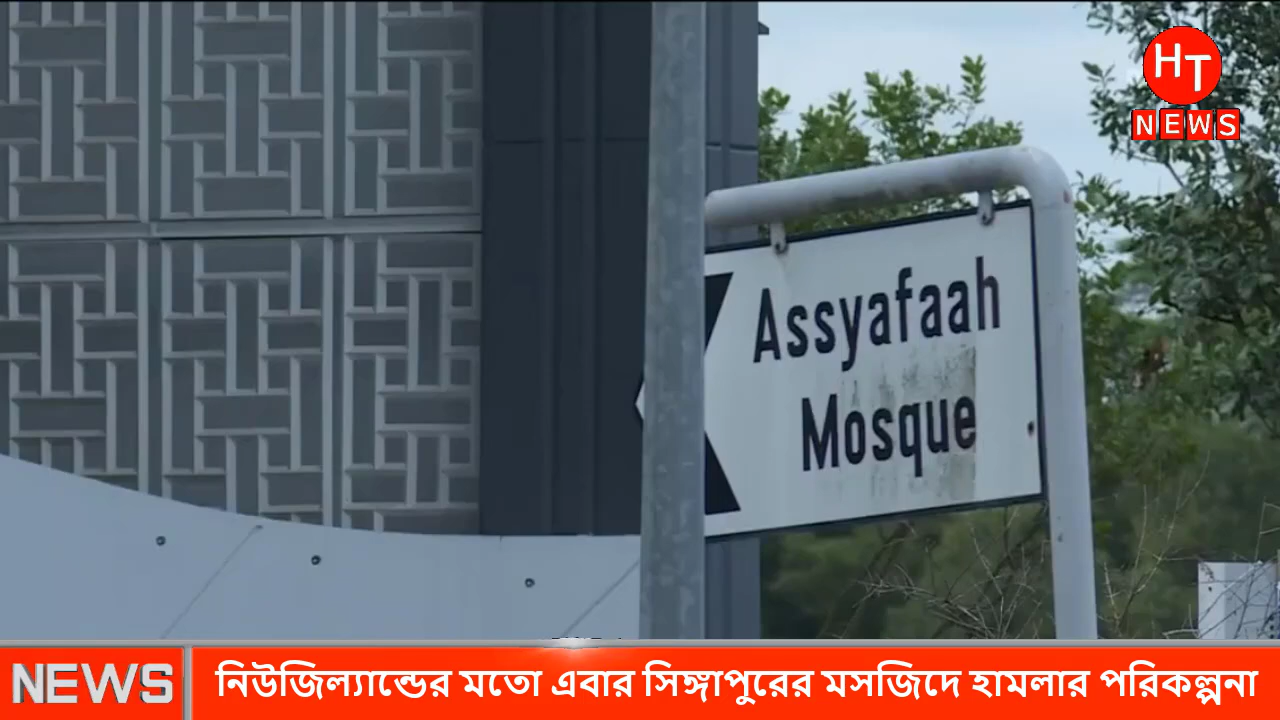 HT
NEWS
Assyafaah
Mosque
NEWS
নিউজিল্যান্ডের মতো এবার সিঙ্গাপুরের মসজিদে হামলার পরিকল্পনা